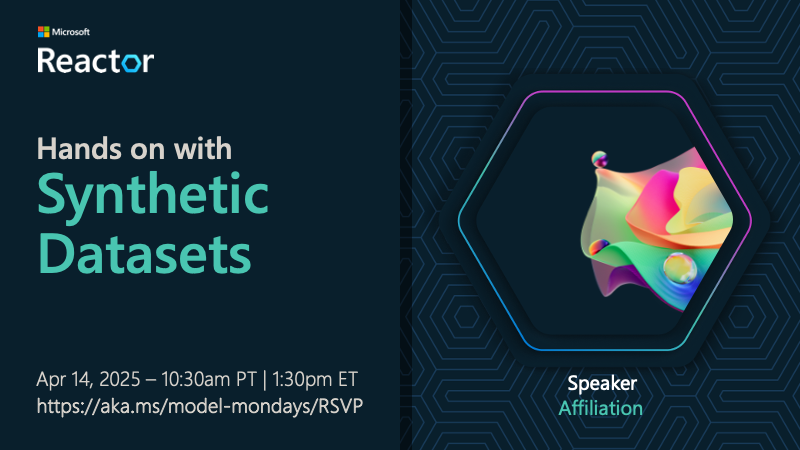 Microsoft
Reactor
Hands on with
Synthetic
Datasets
Apr 14, 2025 – 10:30am PT | 1:30pm ET
https://aka.ms/model-mondays/RSVP
Speaker
Affiliation